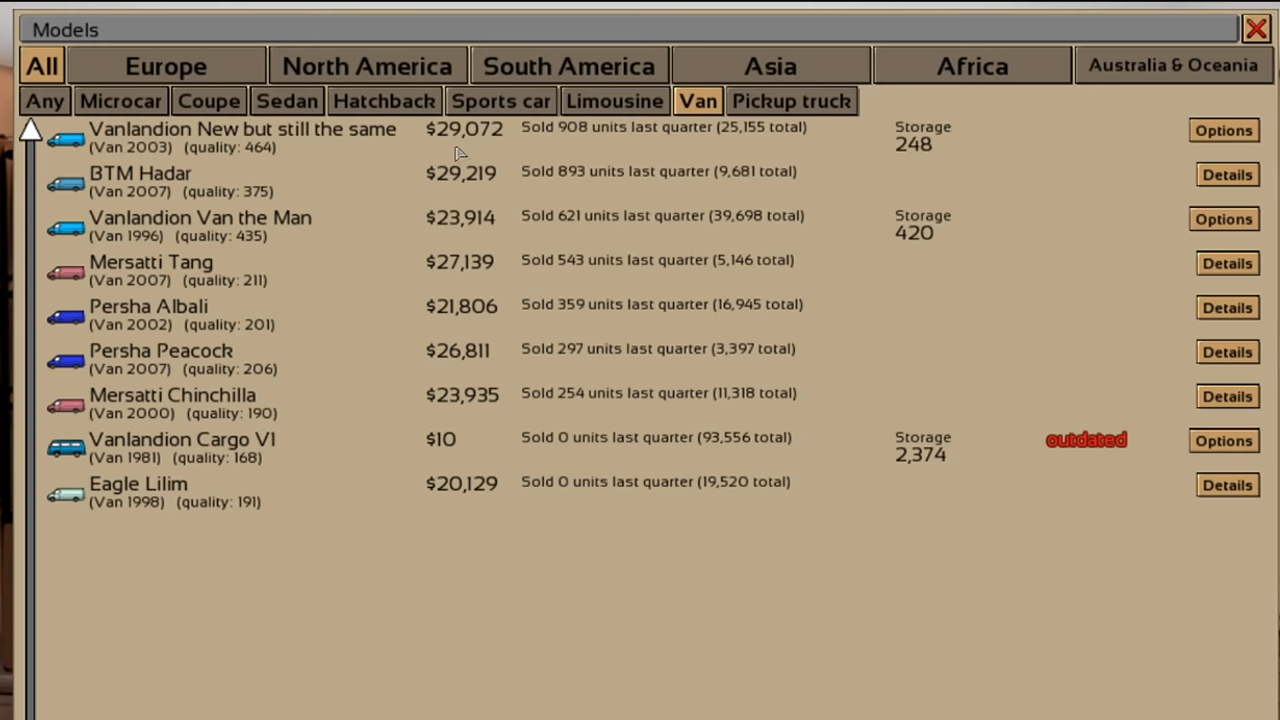 Models
All Europe North America South America Asia Africa Australia & Oceania
Any Microcar Coupe Sedan Hatchback Sports car Limousine Van Pickup truck
Vanlandion New but still the same $29,072 Sold 908 units last quarter (25,155 total) Storage Options
(Van 2003) (quality: 464) 248
BTM Hadar $29,219 Sold 893 units last quarter (9,681 total) Details
(Van 2007) (quality: 375)
Vanlandion Van the Man $23,914 Sold 621 units last quarter (39,698 total) Storage Options
(Van 1996) (quality: 435) 420
Mersatti Tang $27,139 Sold 543 units last quarter (5,146 total) Details
(Van 2007) (quality: 211)
Persha Albali $21,806 Sold 359 units last quarter (16,945 total) Details
(Van 2002) (quality: 201)
Persha Peacock $26,811 Sold 297 units last quarter (3,397 total) Details
(Van 2007) (quality: 206)
Mersatti Chinchilla $23,935 Sold 254 units last quarter (11,318 total) Details
(Van 2000) (quality: 190)
Vanlandion Cargo V1 $10 Sold 0 units last quarter (93,556 total) Storage outdated Options
(Van 1981) (quality: 168) 2,374
Eagle Lilim $20,129 Sold 0 units last quarter (19,520 total) Details
(Van 1998) (quality: 191)